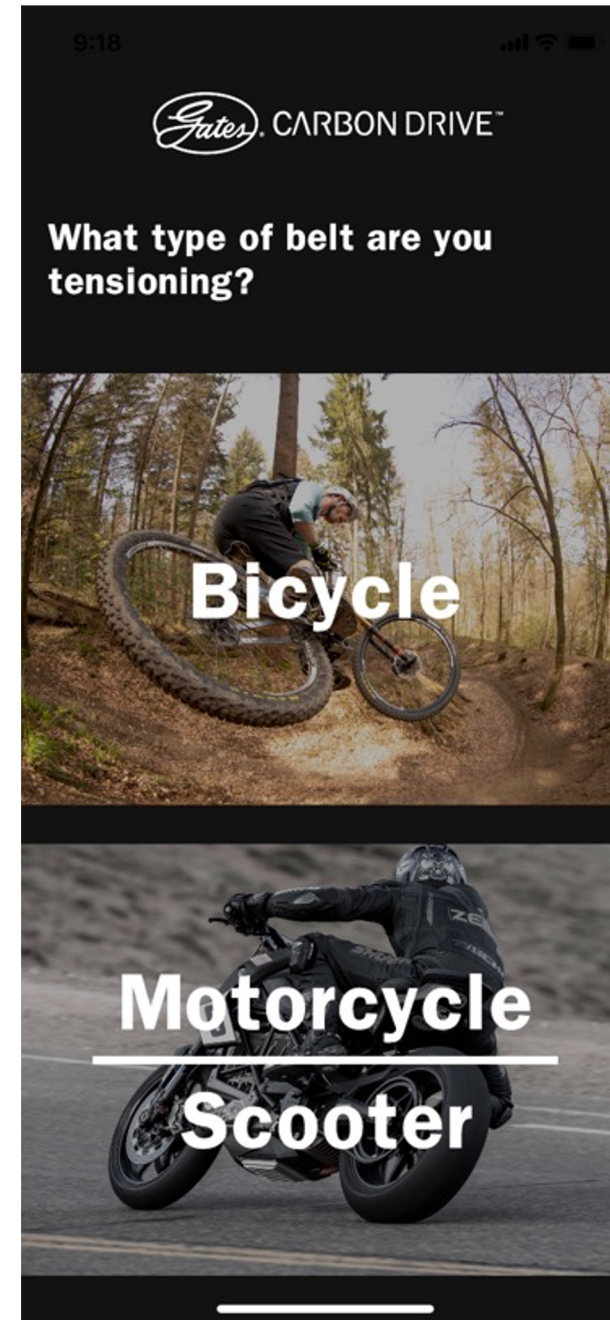 9:18
Gates. CARBON DRIVE™
What type of belt are you
tensioning?
Bicycle
Motorcycle
Scooter